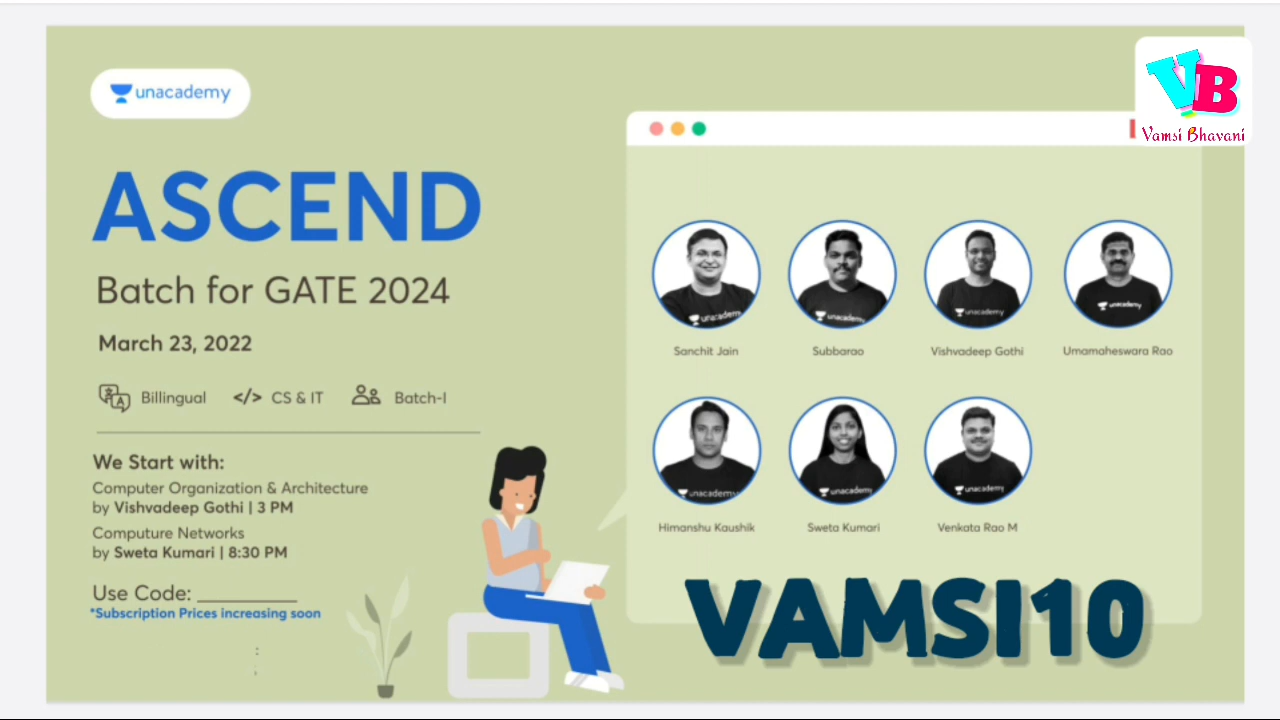 unacademy
ASCEND
Batch for GATE 2024
March 23, 2022
Billingual </> CS & IT Batch-I
We Start with:
Computer Organization & Architecture
by Vishvadeep Gothi | 3 PM
Computure Networks
by Sweta Kumari | 8:30 PM
Use Code: __________
*Subscription Prices increasing soon
VB
Vamsi Bhavani
unacademy unacademy unacademy unacademy
Sanchit Jain Subbarao Vishvadeep Gothi Umamaheswara Rao
unacademy unacademy unacademy
Himanshu Kaushik Sweta Kumari Venkata Rao M
VAMSI10